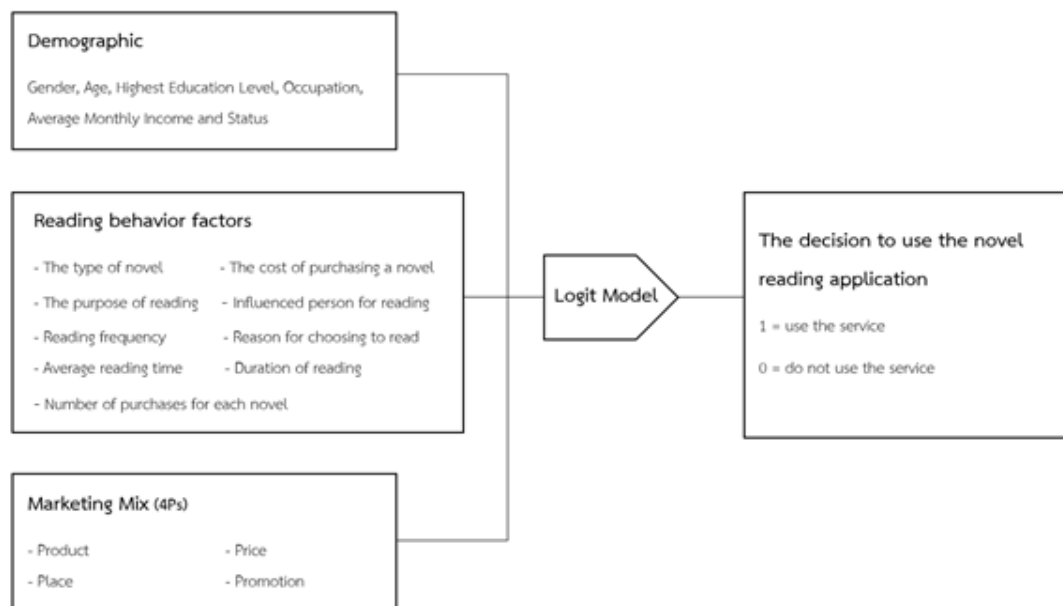 Demographic
Gender, Age, Highest Education Level, Occupation,
Average Monthly Income and Status
Reading behavior factors
- The type of novel - The cost of purchasing a novel
- The purpose of reading - Influenced person for reading
- Reading frequency - Reason for choosing to read
- Average reading time - Duration of reading
- Number of purchases for each novel
Marketing Mix (4Ps)
- Product - Price
- Place - Promotion
Logit Model
The decision to use the novel
reading application
1 = use the service
0 = do not use the service